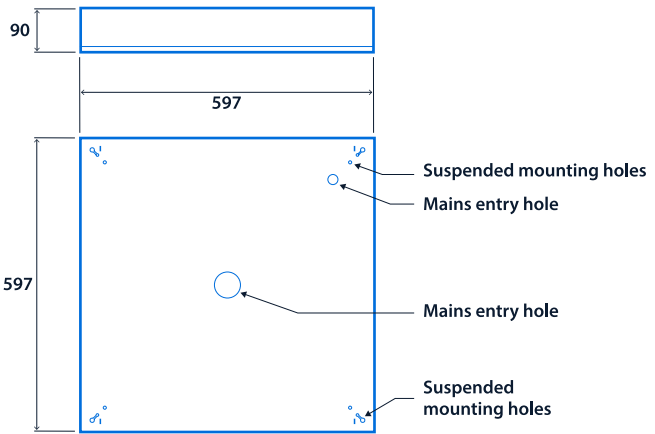 90
597
Suspended mounting holes
Mains entry hole
597
Mains entry hole
Suspended
mounting holes